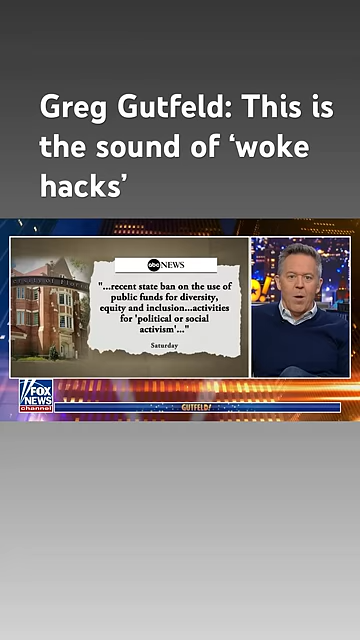 Greg Gutfeld: This is
the sound of ‘woke
hacks’
abc NEWS
"...recent state ban on the use of
public funds for diversity,
equity and inclusion...activities
for 'political or social
activism'..."
Saturday
FOX
NEWS
channel
GUTFELD!